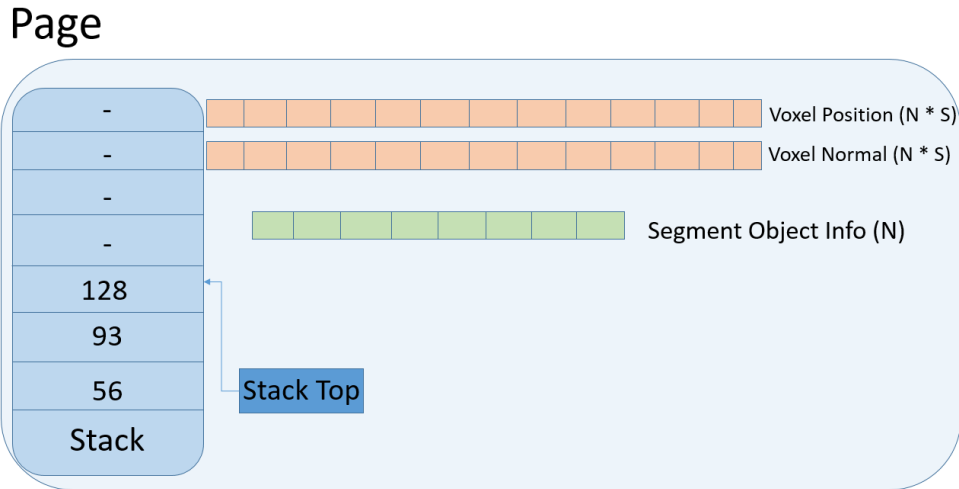 Page
-
Voxel Position (N * S)
-
Voxel Normal (N * S)
-
-
Segment Object Info (N)
128
93
56
Stack Top
Stack